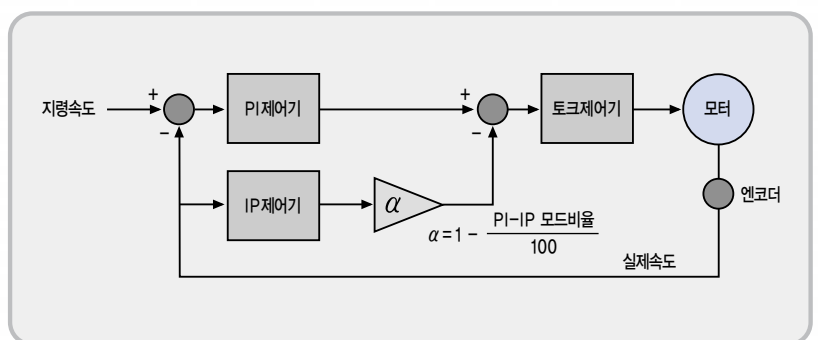 +
+
지령속도
PI제어기
토크제어기
모터
-
-
IP제어기
α
엔코더
α=1- PI-IP 모드비율
100
실제속도